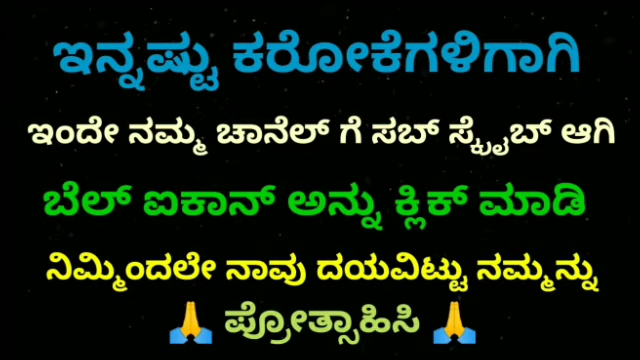 ಇನ್ನಷ್ಟು ಕರೋಕೆಗಳಿಗಾಗಿ
ಇಂದೇ ನಮ್ಮ ಚಾನೆಲ್ ಗೆ ಸಬ್ ಸ್ಕ್ರೈಬ್ ಆಗಿ
ಬೆಲ್ ಐಕಾನ್ ಅನ್ನು ಕ್ಲಿಕ್ ಮಾಡಿ
ನಿಮ್ಮಿಂದಲೇ ನಾವು ದಯವಿಟ್ಟು ನಮ್ಮನ್ನು
🙏 ಪ್ರೋತ್ಸಾಹಿಸಿ 🙏